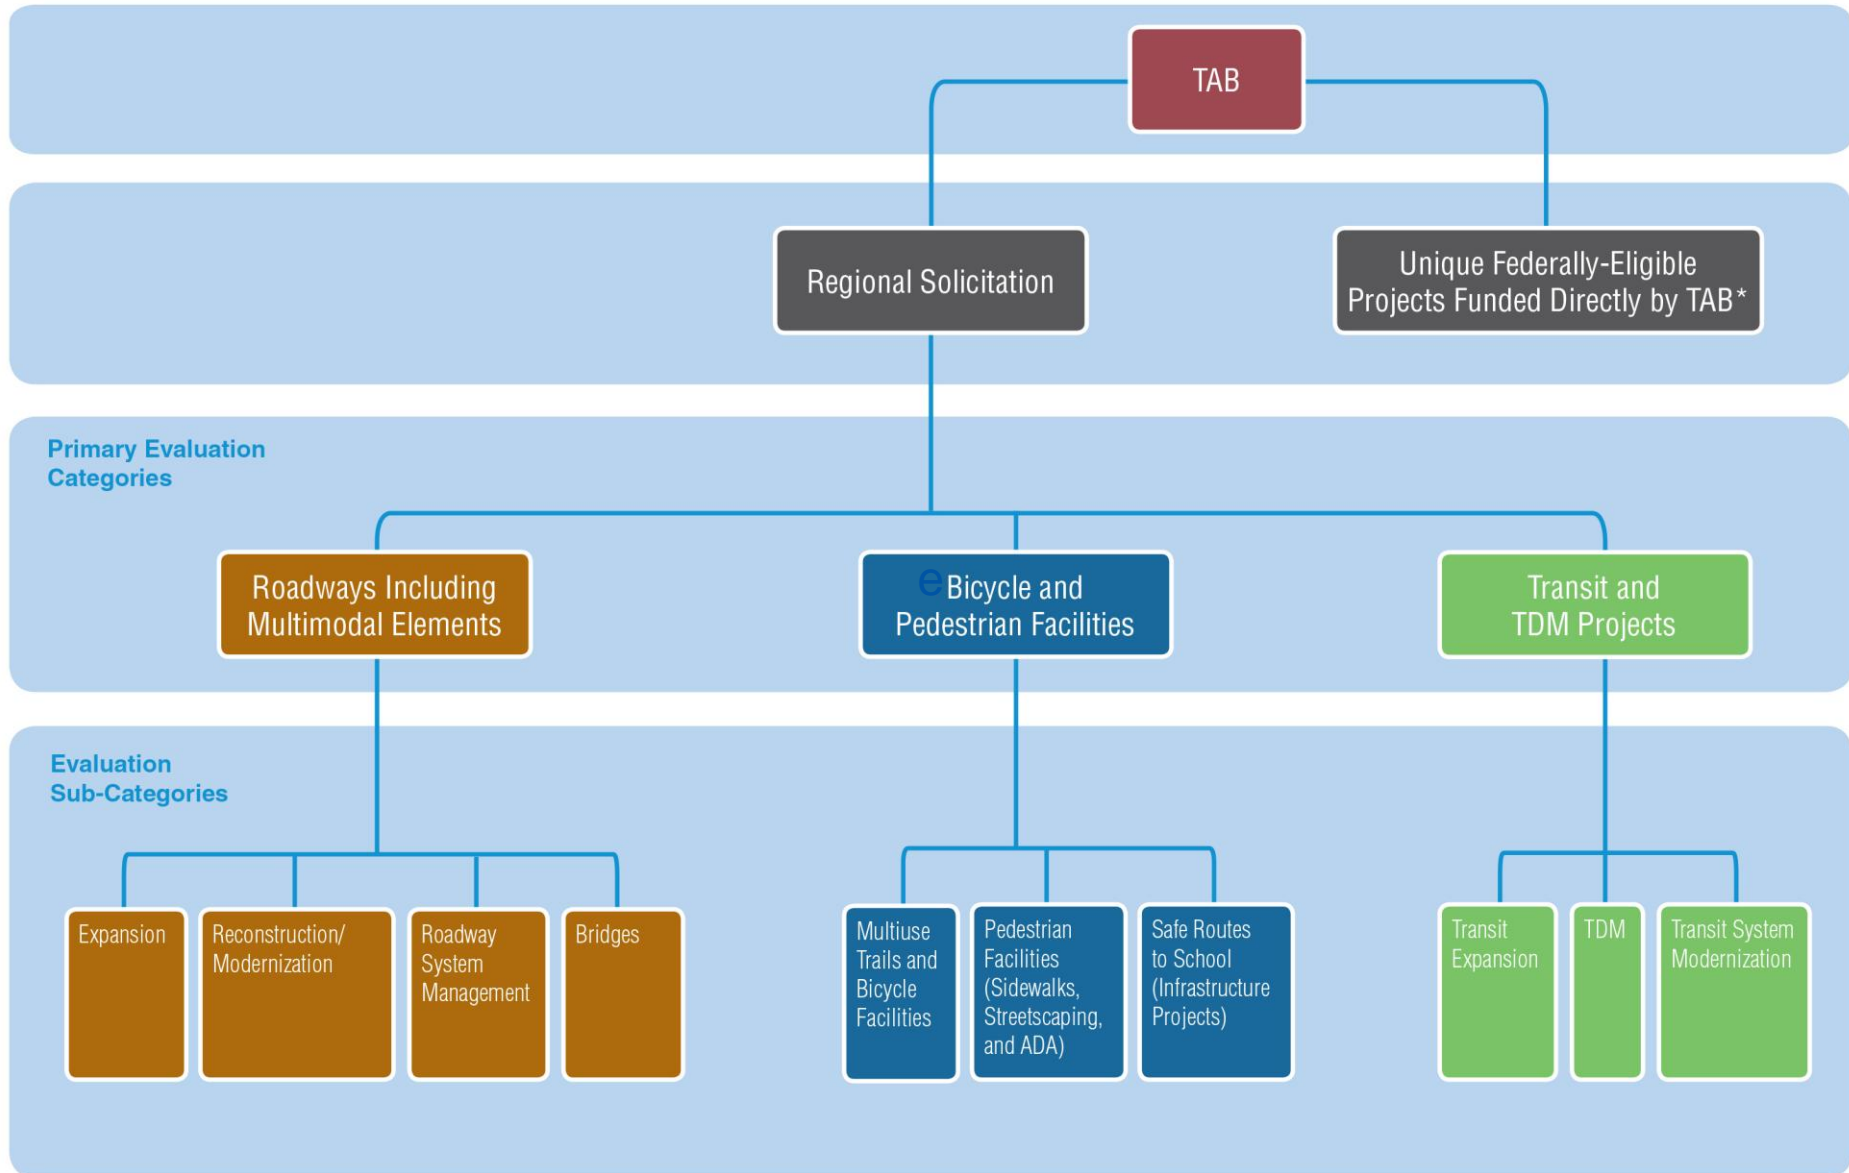 TAB
Regional Solicitation
Unique Federally-Eligible
Projects Funded Directly by TAB*
Primary Evaluation
Categories
Roadways Including
Multimodal Elements
eBicycle and
Pedestrian Facilities
Transit and
TDM Projects
Evaluation
Sub-Categories
Expansion
Reconstruction/
Modernization
Roadway
System
Management
Bridges
Multiuse
Trails and
Bicycle
Facilities
Pedestrian
Facilities
(Sidewalks,
Streetscaping,
and ADA)
Safe Routes
to School
(Infrastructure
Projects)
Transit
Expansion
TDM
Transit System
Modernization